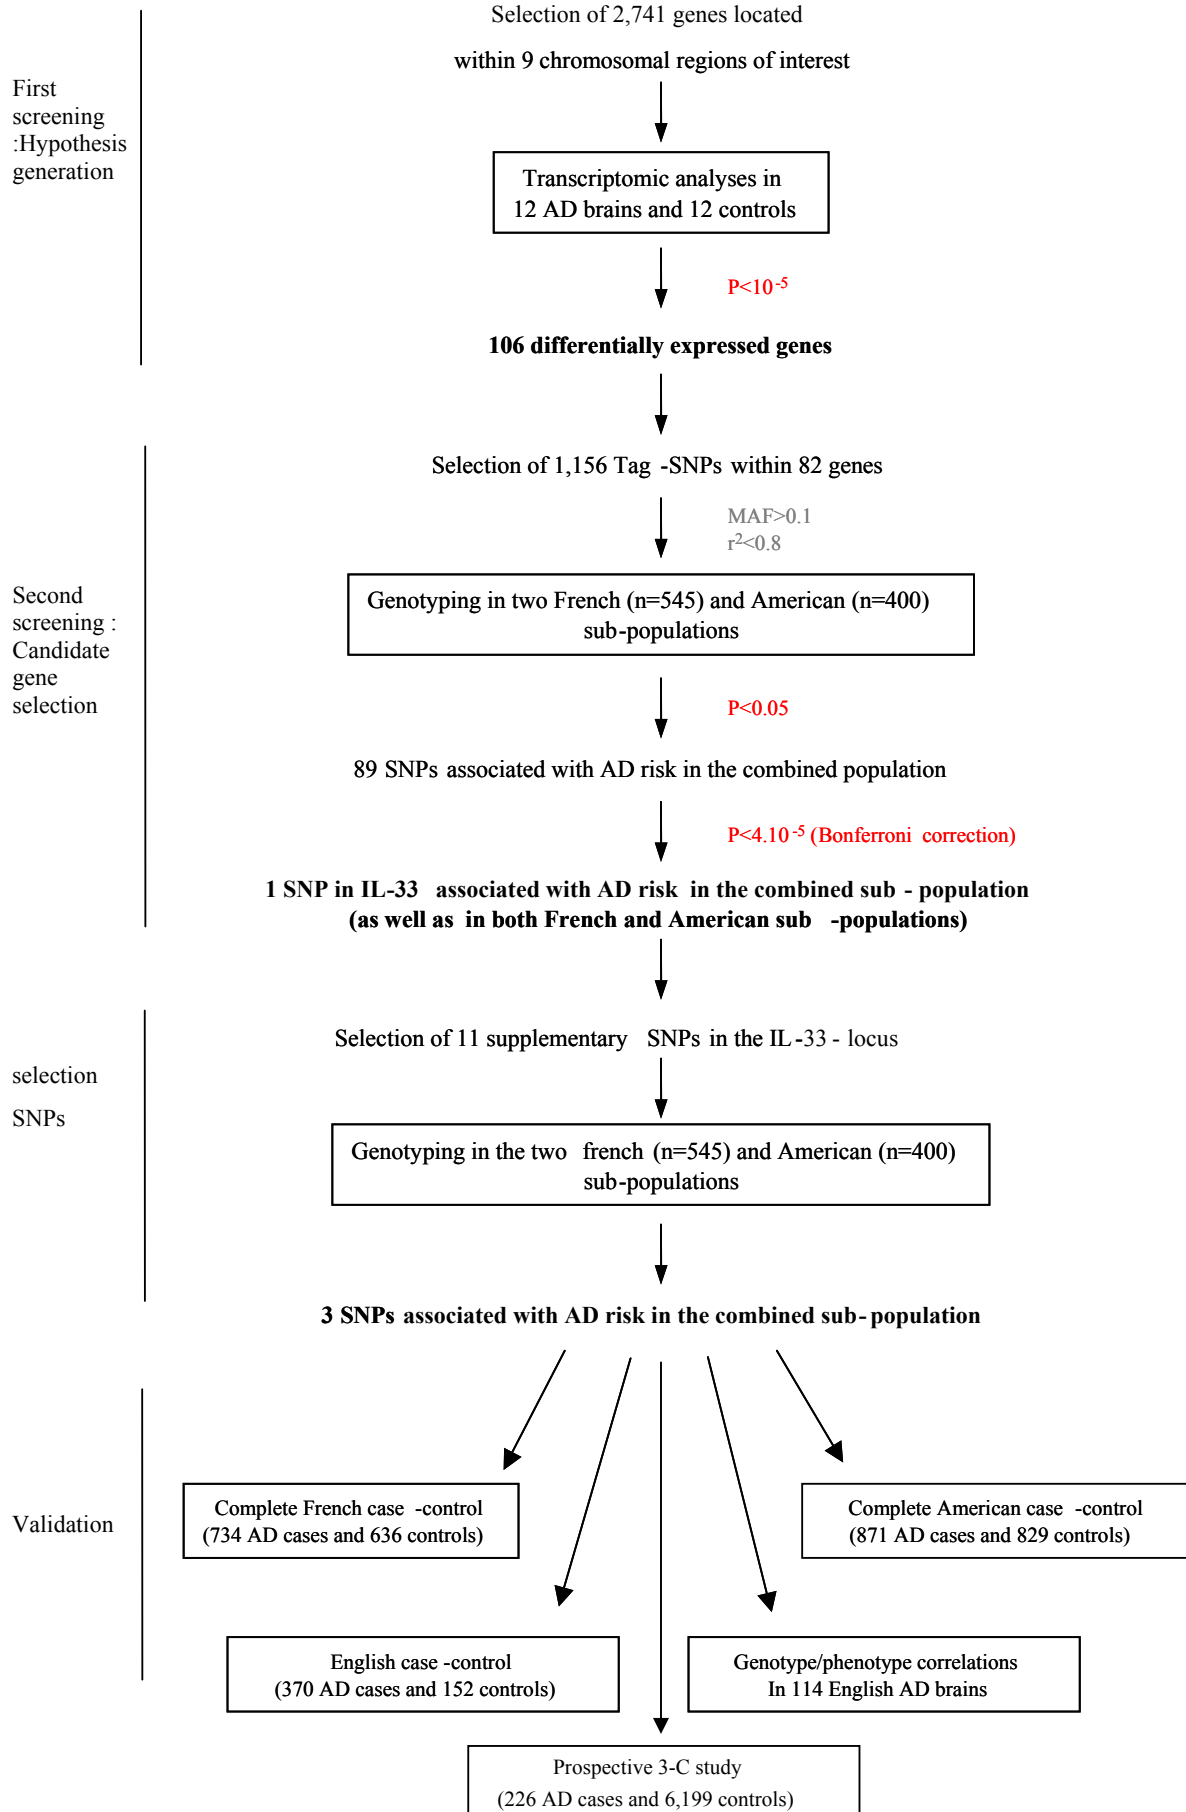 Selection of 2,741 genes located
within 9 chromosomal regions of interest
First
screening
:Hypothesis
generation
Transcriptomic analyses in
12 AD brains and 12 controls
P<10-5
106 differentially expressed genes
Selection of 1,156 Tag -SNPs within 82 genes
MAF>0.1
r2<0.8
Second
screening :
Candidate
gene
selection
Genotyping in two French (n=545) and American (n=400)
sub-populations
P<0.05
89 SNPs associated with AD risk in the combined population
P<4.10-5 (Bonferroni correction)
1 SNP in IL-33 associated with AD risk in the combined sub - population
(as well as in both French and American sub -populations)
Selection of 11 supplementary SNPs in the IL-33 - locus
selection
SNPs
Genotyping in the two french (n=545) and American (n=400)
sub-populations
3 SNPs associated with AD risk in the combined sub-population
Validation
Complete French case -control
(734 AD cases and 636 controls)
Complete American case -control
(871 AD cases and 829 controls)
English case -control
(370 AD cases and 152 controls)
Genotype/phenotype correlations
In 114 English AD brains
Prospective 3-C study
(226 AD cases and 6,199 controls)